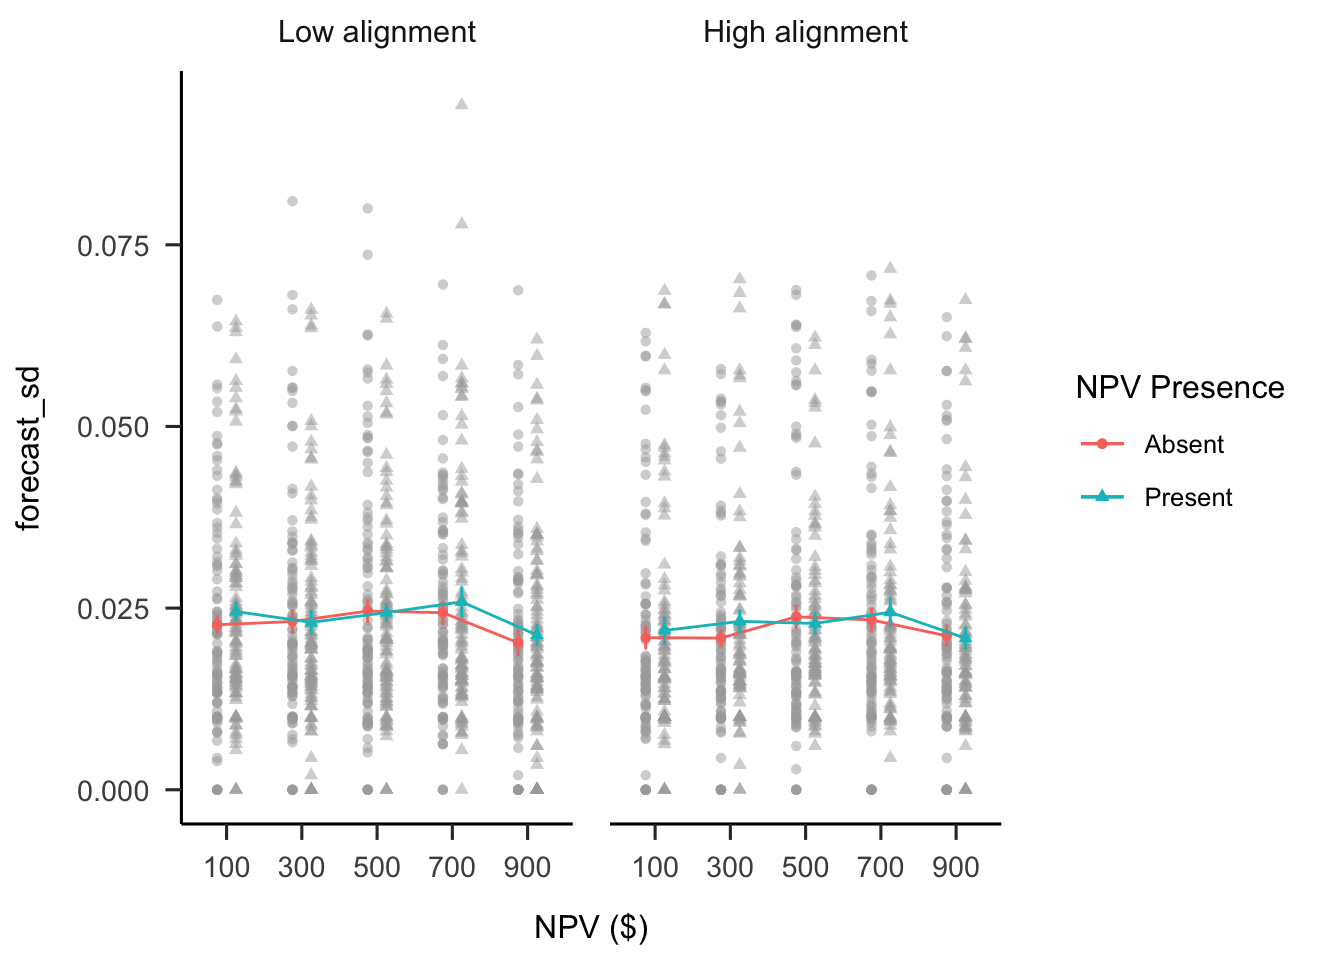 Low alignment
High alignment
forecast_sd
0.075
0.050
0.025
0.000
100 300 500 700 900
100 300 500 700 900
NPV ($)
NPV Presence
Absent
Present